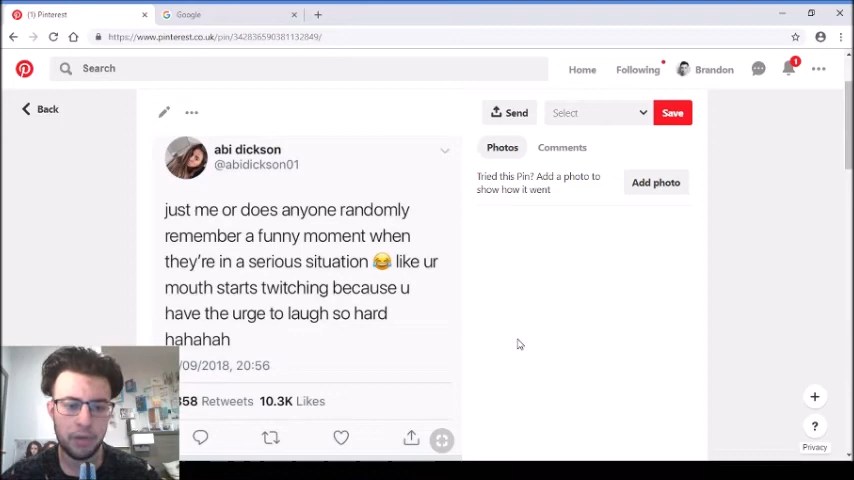 (1) Pinterest
Google
https://www.pinterest.co.uk/pin/342836590381132849/
Search
Home
Following
Brandon
1
Back
Send
Select
Save
abi dickson
@abidickson01
Photos
Comments
Tried this Pin? Add a photo to
show how it went
Add photo
just me or does anyone randomly
remember a funny moment when
they're in a serious situation 😂 like ur
mouth starts twitching because u
have the urge to laugh so hard
hahahah
/09/2018, 20:56
358 Retweets 10.3K Likes
?
Privacy